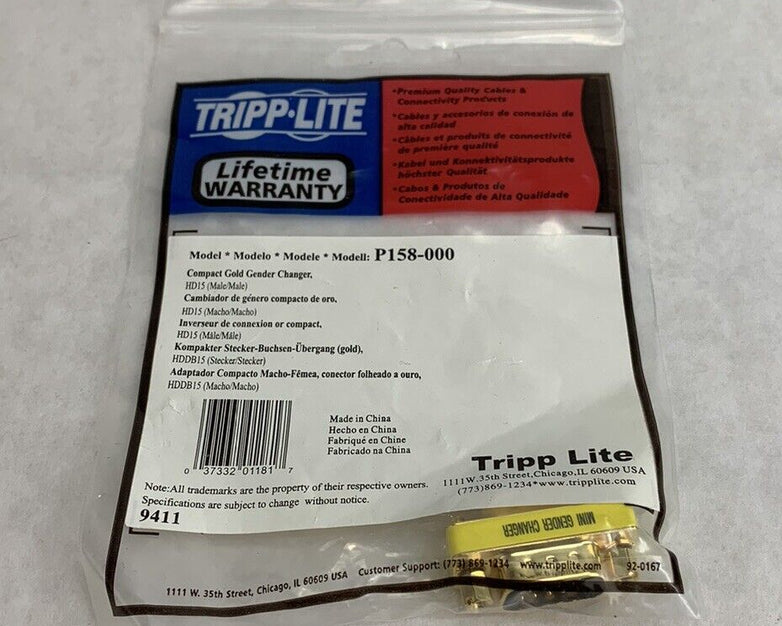 TRIPP·LITE
Lifetime
WARRANTY
•Premium Quality Cables &
Connectivity Products
•Cables y accesorios de conexión de
alta calidad
•Câbles et produits de connectivité
de première qualité
•Kabel und Konnektivitätsprodukte
höchster Qualität
•Cabos & Produtos de
Conectividade de Alta Qualidade
Model * Modelo * Modele * Modell: P158-000
Compact Gold Gender Changer,
HD15 (Male/Male)
Cambiador de género compacto de oro,
HD15 (Macho/Macho)
Inverseur de connexion or compact,
HD15 (Mâle/Mâle)
Kompakter Stecker-Buchsen-Übergang (gold),
HDDB15 (Stecker/Stecker)
Adaptador Compacto Macho-Fêmea, conector folheado a ouro,
HDDB15 (Macho/Macho)
0 37332 01181 7
Made in China
Hecho en China
Fabriqué en Chine
Fabricado na China
Tripp Lite
1111W.35th Street,Chicago,IL 60609 USA
(773)869-1234*www.tripplite.com
Note:All trademarks are the property of their respective owners.
Specifications are subject to change without notice.
9411
MINI GENDER CHANGER
1111 W. 35th Street, Chicago, IL 60609 USA Customer Support: (773) 869-1234 www.tripplite.com 92-0167